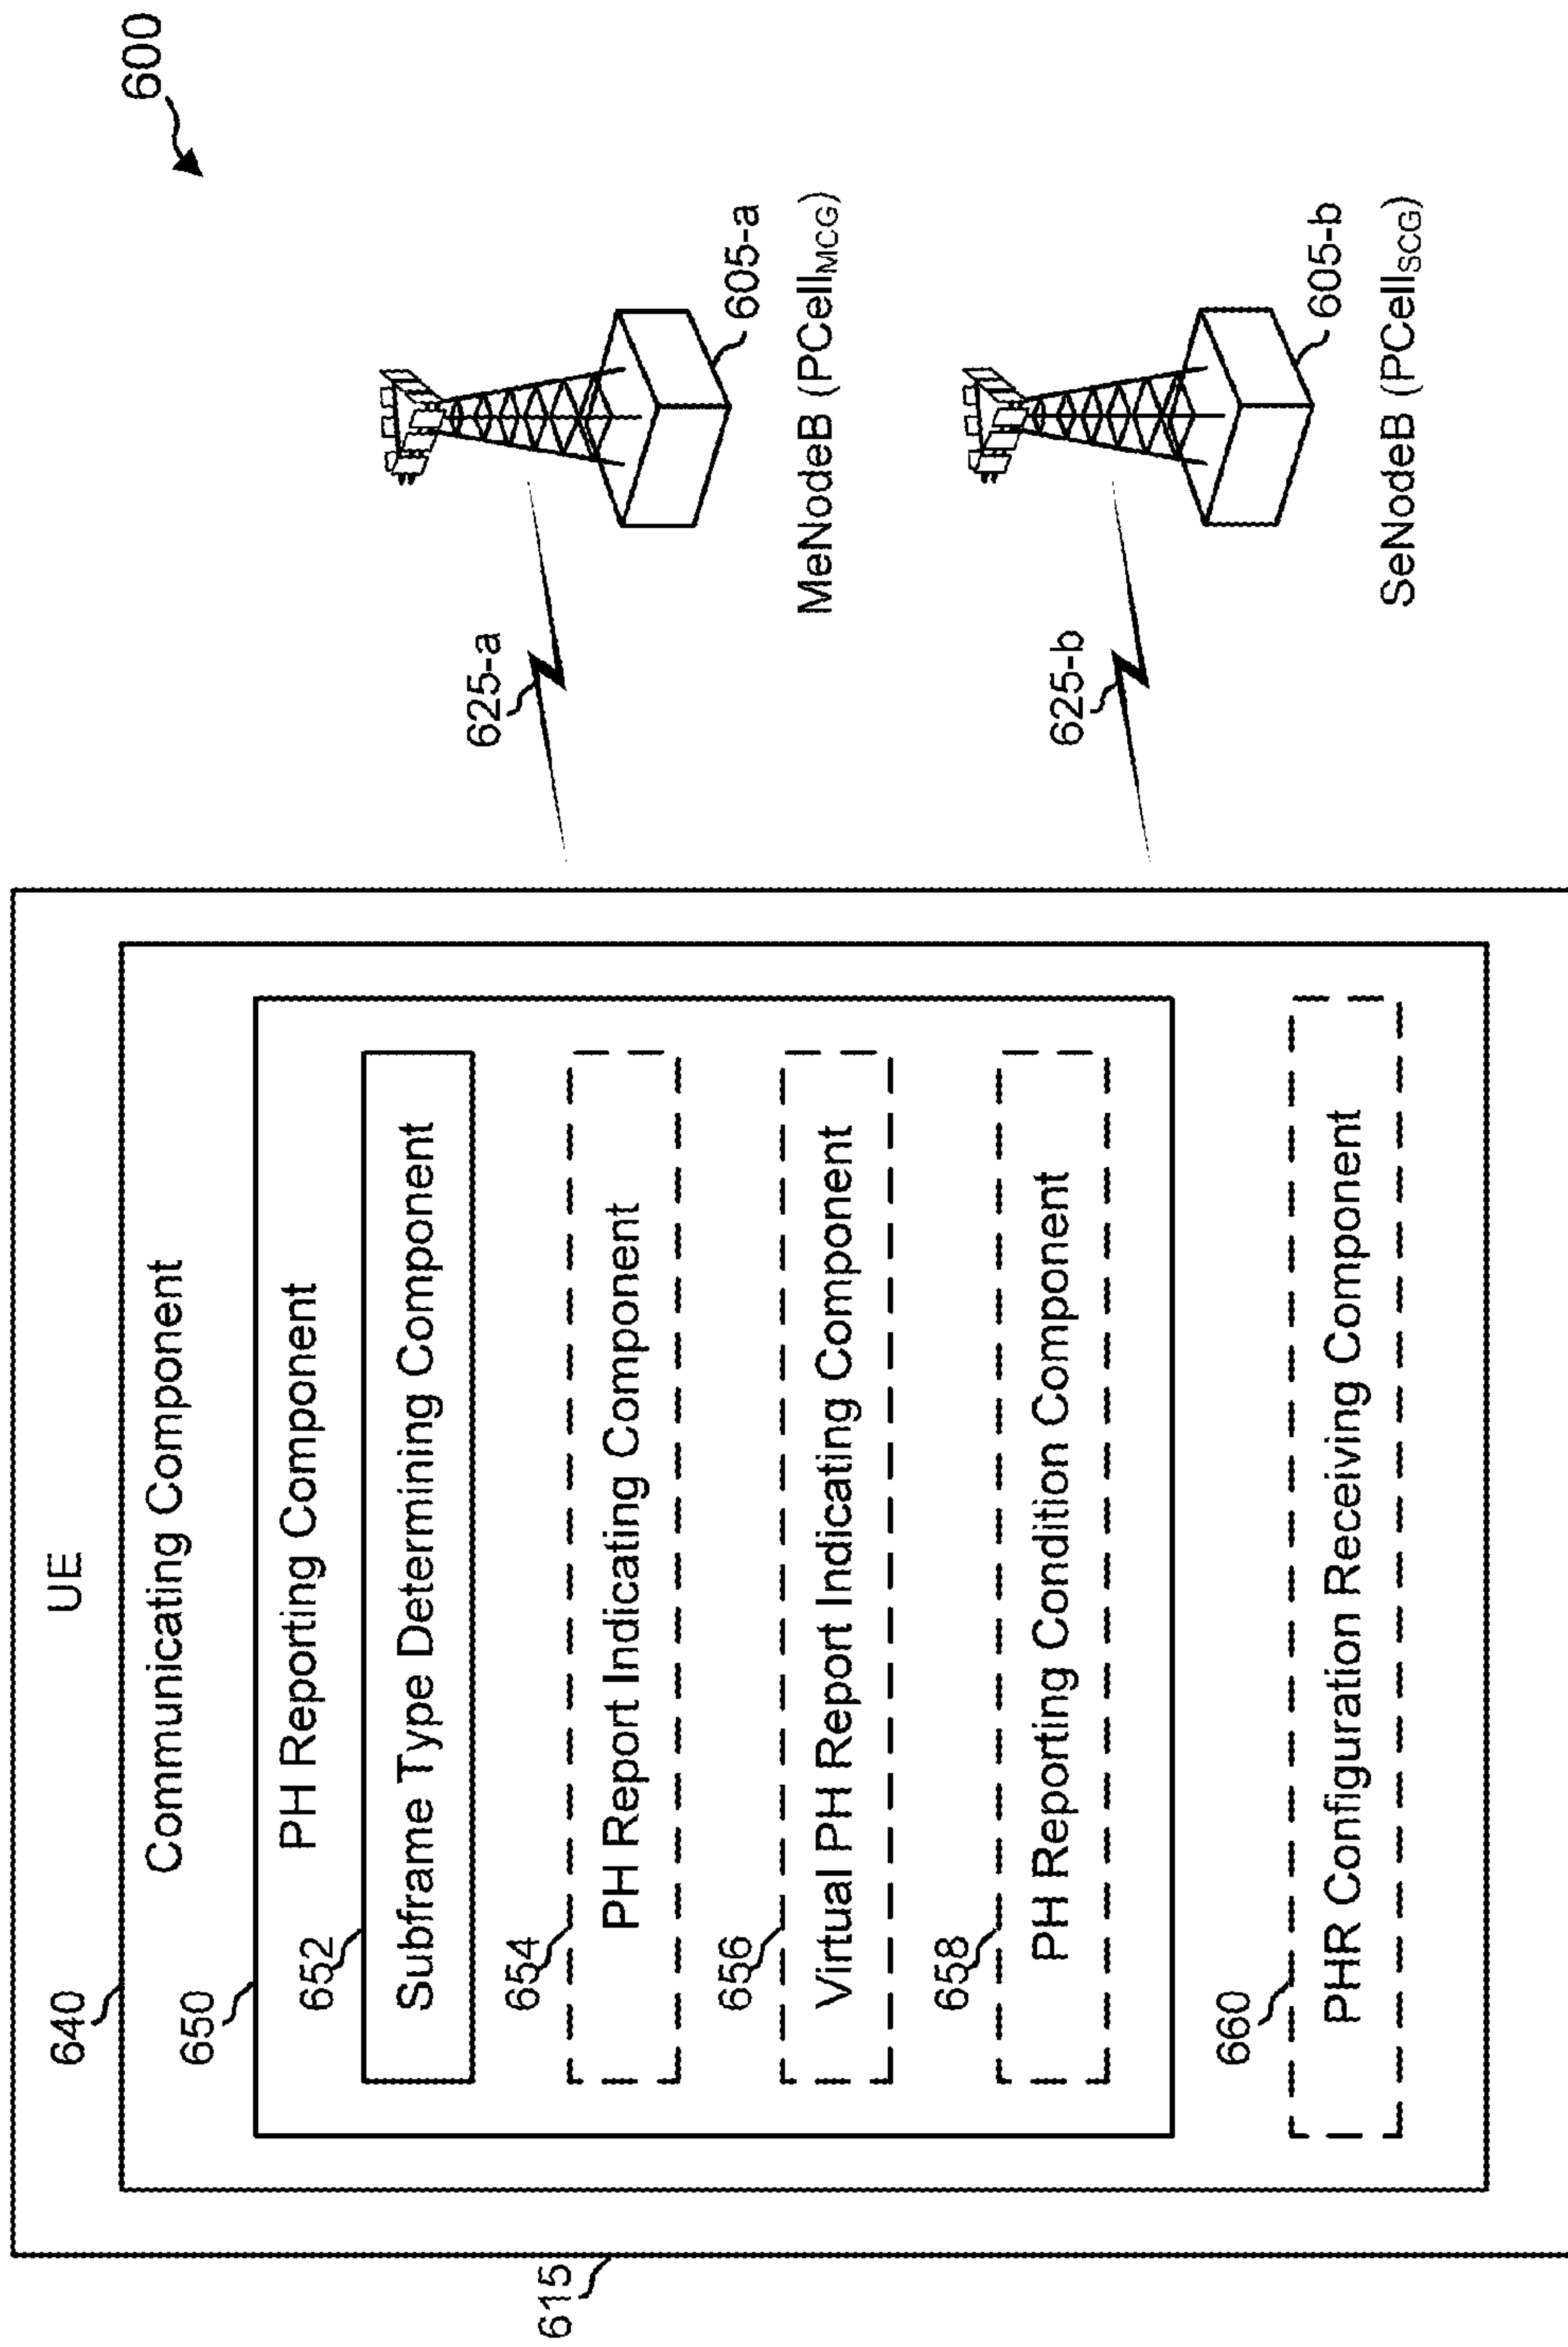 600
UE
615
640
Communicating Component
650
PH Reporting Component
652
Subframe Type Determining Component
654
PH Report Indicating Component
656
Virtual PH Report Indicating Component
658
PH Reporting Condition Component
660
PHR Configuration Receiving Component
625-a
605-a
MeNodeB (PCellMCG)
625-b
605-b
SeNodeB (PCellSCG)